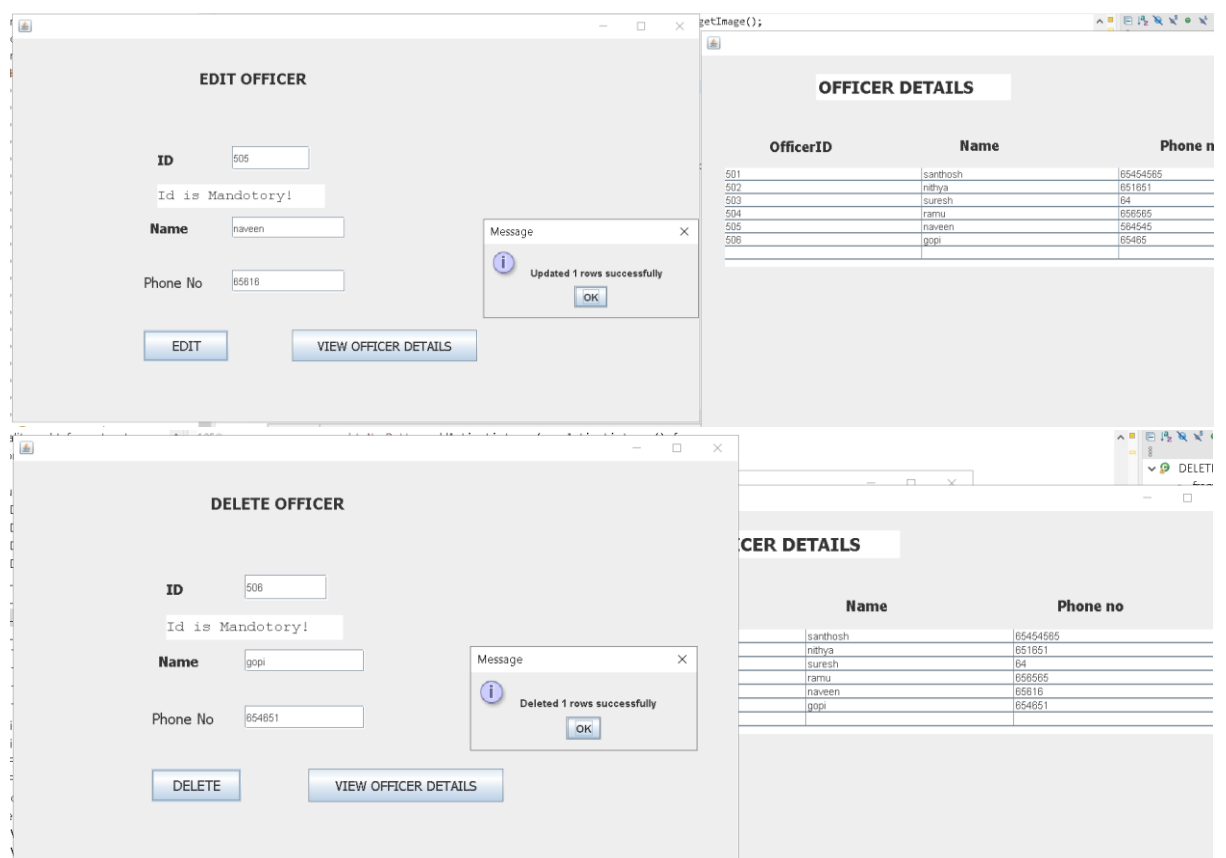 getImage();
EDIT OFFICER
ID
505
Id is Mandotory!
Name
naveen
Phone No
65616
EDIT
VIEW OFFICER DETAILS
Message
Updated 1 rows successfully
OK
OFFICER DETAILS
OfficerID Name Phone n
501 santhosh 65454565
502 nithya 651651
503 suresh 64
504 ramu 656565
505 naveen 564545
506 gopi 65465
DELETE OFFICER
ID
506
Id is Mandotory!
Name
gopi
Phone No
654651
DELETE
VIEW OFFICER DETAILS
Message
Deleted 1 rows successfully
OK
DELETI
CER DETAILS
Name Phone no
santhosh 65454565
nithya 651651
suresh 64
ramu 656565
naveen 65616
gopi 654651